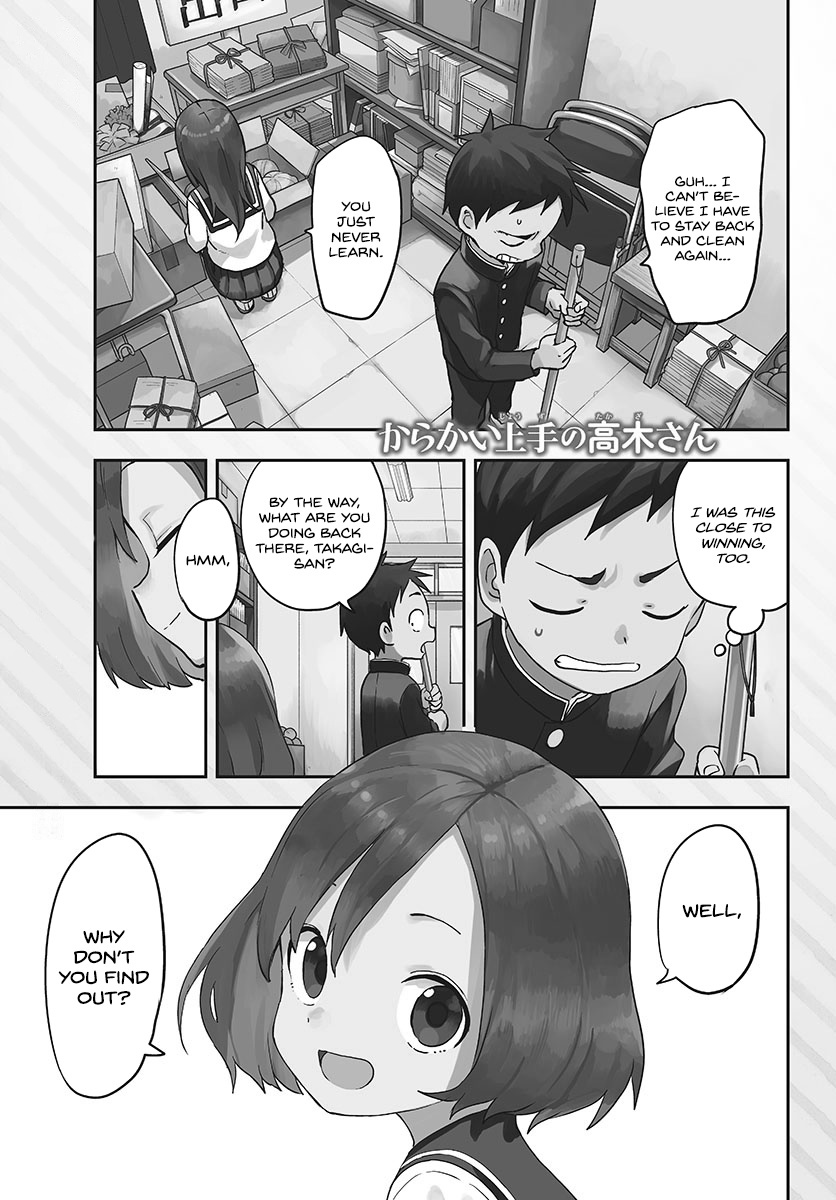 GUH... I
CAN'T BE-
LIEVE I HAVE
TO STAY BACK
AND CLEAN
AGAIN...
YOU
JUST
NEVER
LEARN.
からかい上手の高木さん
I WAS THIS
CLOSE TO
WINNING,
TOO.
BY THE WAY,
WHAT ARE YOU
DOING BACK
THERE, TAKAGI-
SAN?
HMM,
WELL,
WHY
DON'T
YOU FIND
OUT?